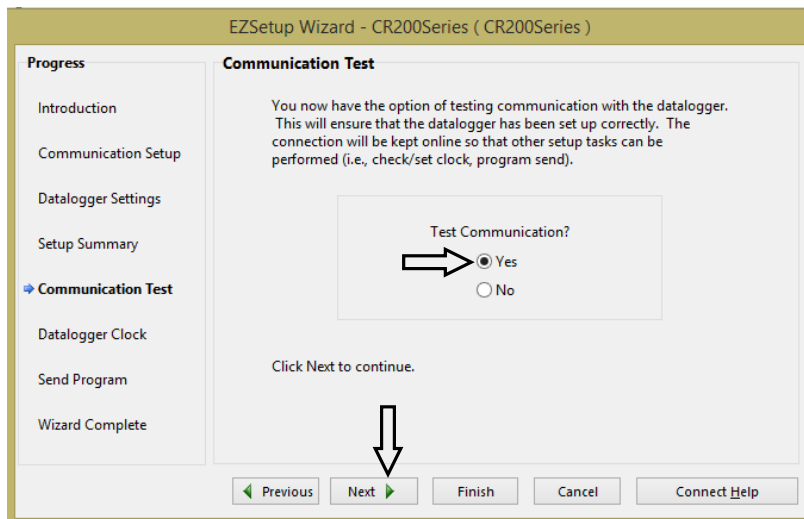 EZSetup Wizard - CR200Series ( CR200Series )
Progress
Introduction
Communication Setup
Datalogger Settings
Setup Summary
Communication Test
Datalogger Clock
Send Program
Wizard Complete
Communication Test
You now have the option of testing communication with the datalogger.
This will ensure that the datalogger has been set up correctly. The
connection will be kept online so that other setup tasks can be
performed (i.e., check/set clock, program send).
Test Communication?
Yes
No
Click Next to continue.
Previous Next Finish Cancel Connect Help